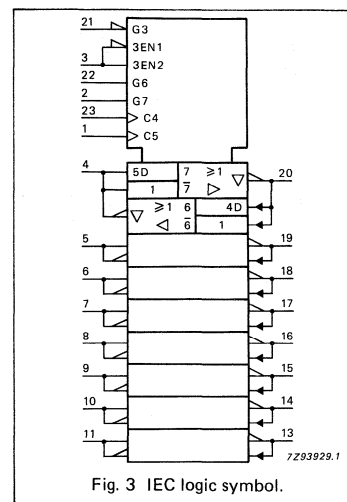 21 G3
3EN1
3 3EN2
22 G6
2 G7
23 C4
1 C5
4 5D 7 ≥1 20
1 7̅ ▷
▽ ≥1 6 4D
◁ 6̅ 1
5 19
6 18
7 17
8 16
9 15
10 14
11 13
7Z93929.1
Fig. 3 IEC logic symbol.